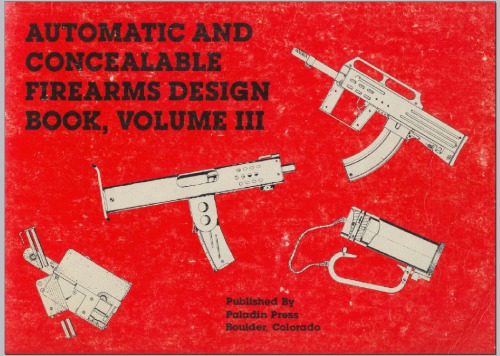 AUTOMATIC AND
CONCEALABLE
FIREARMS DESIGN
BOOK, VOLUME III
Published By
Paladin Press
Boulder, Colorado